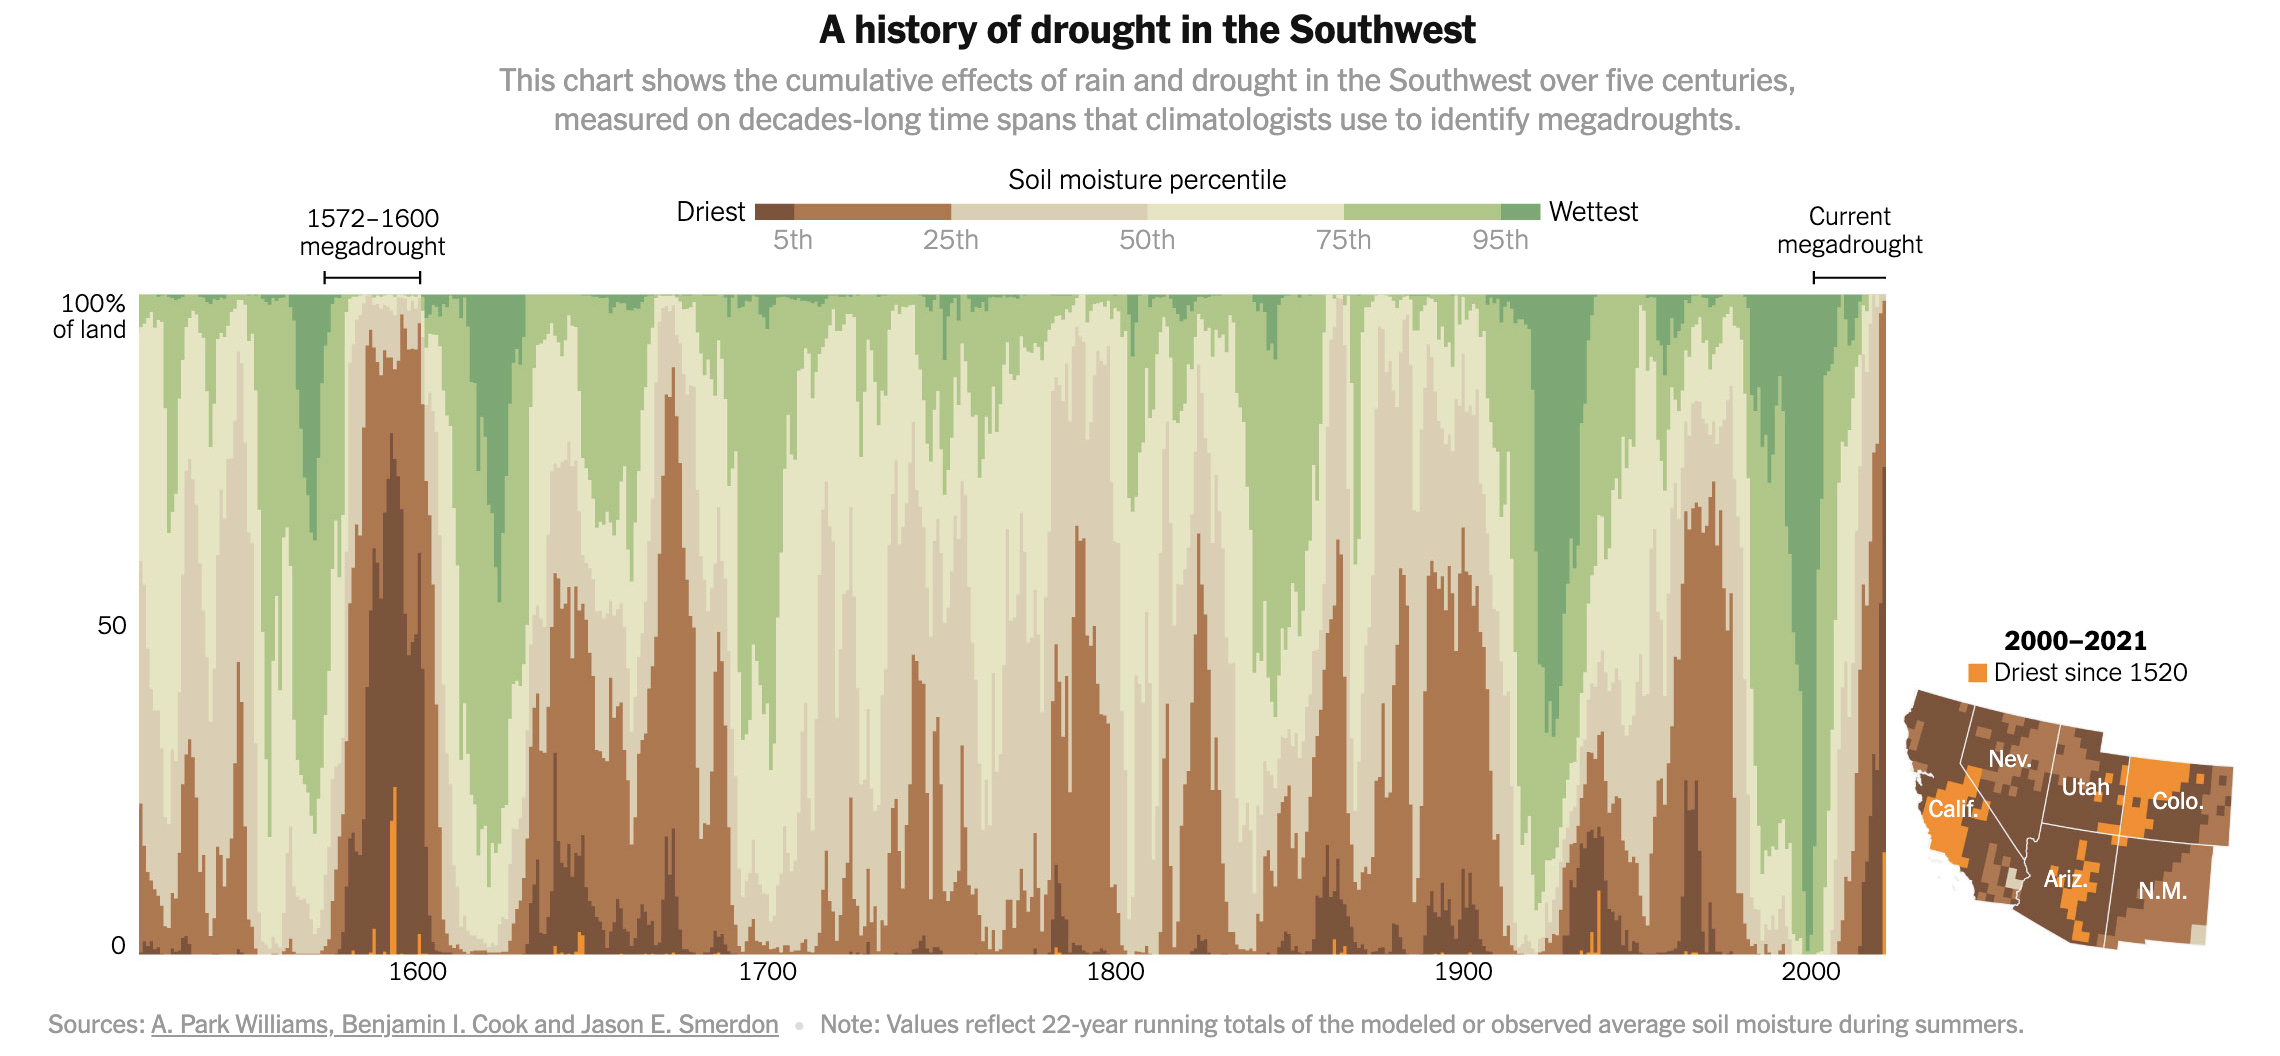 A history of drought in the Southwest
This chart shows the cumulative effects of rain and drought in the Southwest over five centuries,
measured on decades-long time spans that climatologists use to identify megadroughts.
Soil moisture percentile
Driest
Wettest
5th
25th
50th
75th
95th
1572–1600
megadrought
Current
megadrought
100%
of land
50
0
1600
1700
1800
1900
2000
2000–2021
Driest since 1520
Nev.
Utah
Colo.
Calif.
Ariz.
N.M.
Sources: A. Park Williams, Benjamin I. Cook and Jason E. Smerdon • Note: Values reflect 22-year running totals of the modeled or observed average soil moisture during summers.